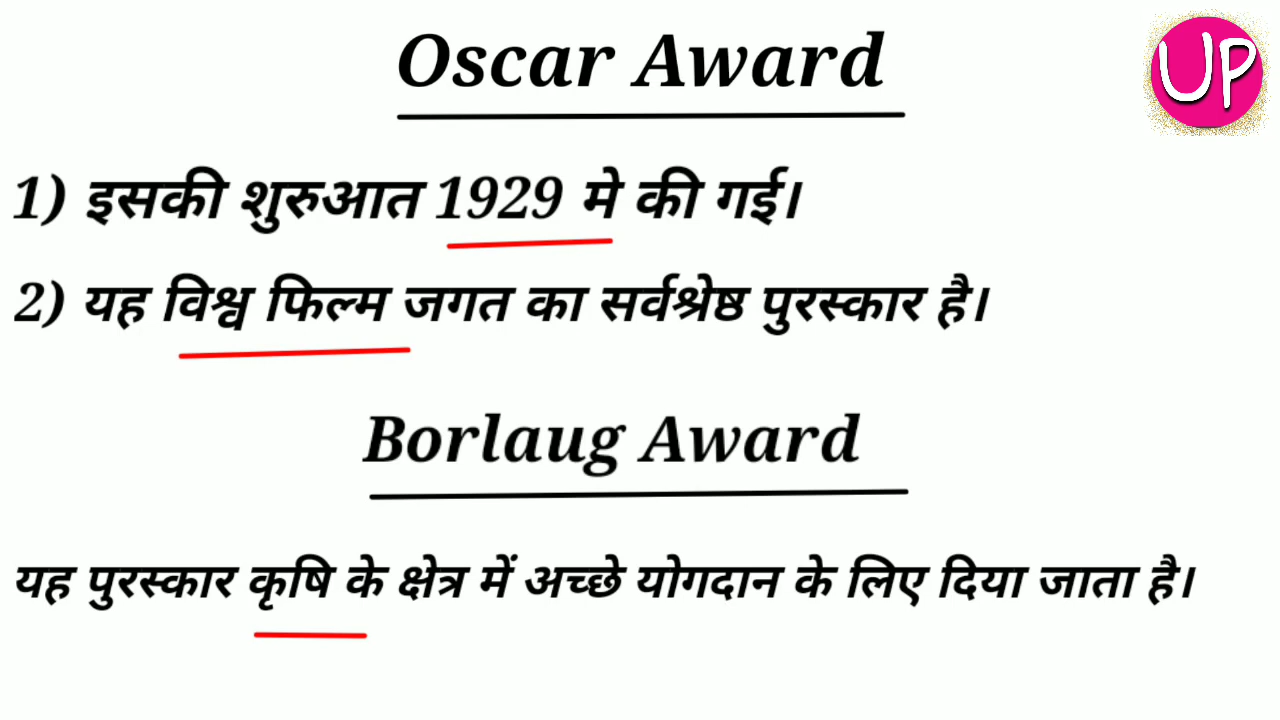 Oscar Award
UP
1) इसकी शुरुआत 1929 मे की गई।
2) यह विश्व फिल्म जगत का सर्वश्रेष्ठ पुरस्कार है।
Borlaug Award
यह पुरस्कार कृषि के क्षेत्र में अच्छे योगदान के लिए दिया जाता है।